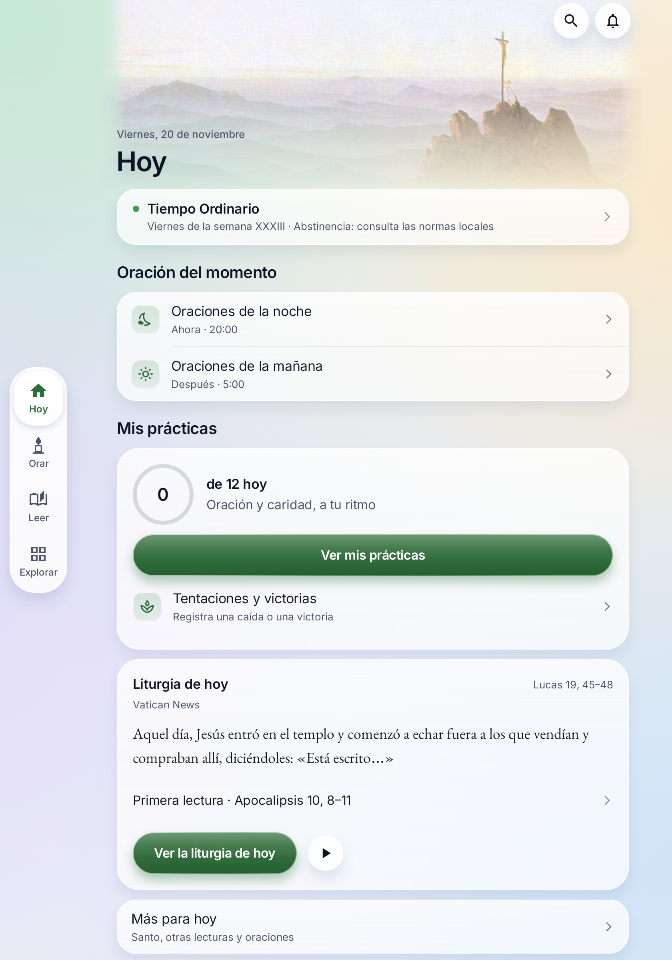 Viernes, 20 de noviembre
Hoy
Tiempo Ordinario
Viernes de la semana XXXIII · Abstinencia: consulta las normas locales
Oración del momento
Oraciones de la noche
Ahora · 20:00
Oraciones de la mañana
Después · 5:00
Mis prácticas
0
de 12 hoy
Oración y caridad, a tu ritmo
Ver mis prácticas
Tentaciones y victorias
Registra una caída o una victoria
Liturgia de hoy
Lucas 19, 45–48
Vatican News
Aquel día, Jesús entró en el templo y comenzó a echar fuera a los que vendían y
compraban allí, diciéndoles: «Está escrito...»
Primera lectura · Apocalipsis 10, 8–11
Ver la liturgia de hoy
Más para hoy
Santo, otras lecturas y oraciones
Hoy
Orar
Leer
Explorar